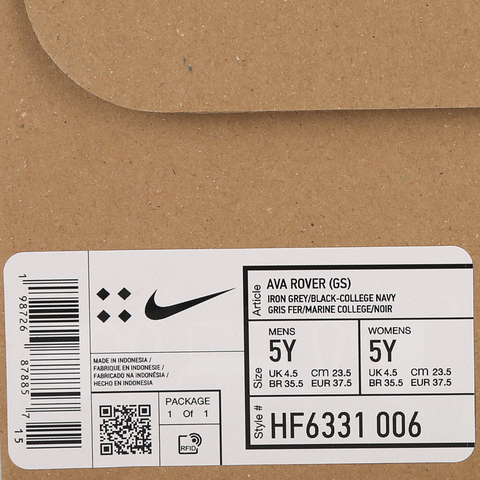 Article
AVA ROVER (GS)
IRON GREY/BLACK-COLLEGE NAVY
GRIS FER/MARINE COLLEGE/NOIR
Size
MENS
5Y
UK 4.5 CM 23.5
BR 35.5 EUR 37.5
WOMENS
5Y
UK 4.5 CM 23.5
BR 35.5 EUR 37.5
Style #
HF6331 006
MADE IN INDONESIA /
FABRIQUE EN INDONESIE /
FABRICADO NA INDONÉSIA /
HECHO EN INDONESIA
PACKAGE
1 Of 1
RFID
1 98726 87885 7 15